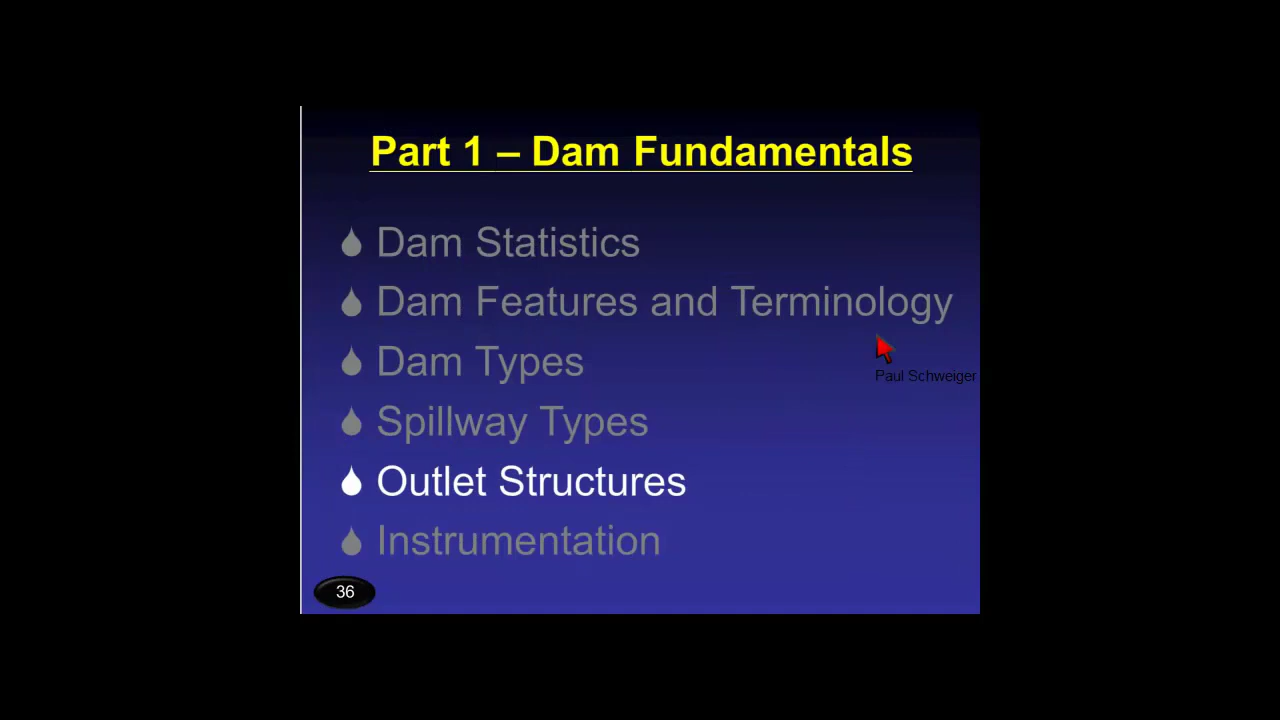 Part 1 – Dam Fundamentals
Dam Statistics
Dam Features and Terminology
Dam Types
Paul Schweiger
Spillway Types
Outlet Structures
Instrumentation
36